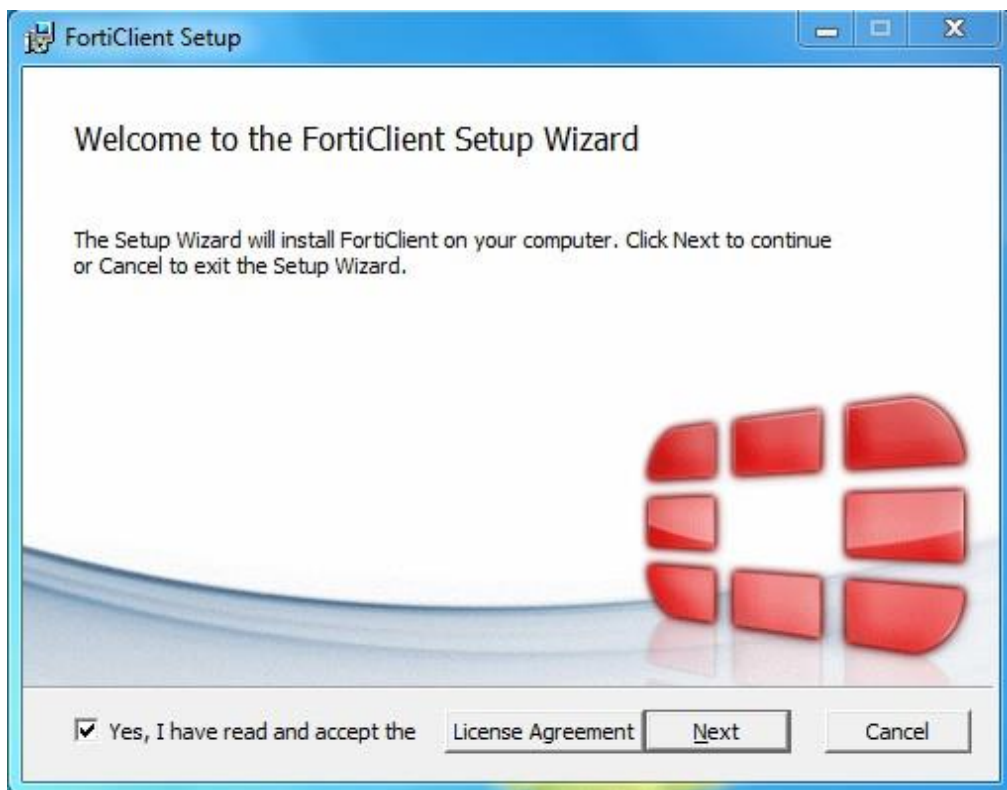 FortiClient Setup
Welcome to the FortiClient Setup Wizard
The Setup Wizard will install FortiClient on your computer. Click Next to continue
or Cancel to exit the Setup Wizard.
Yes, I have read and accept the License Agreement Next Cancel